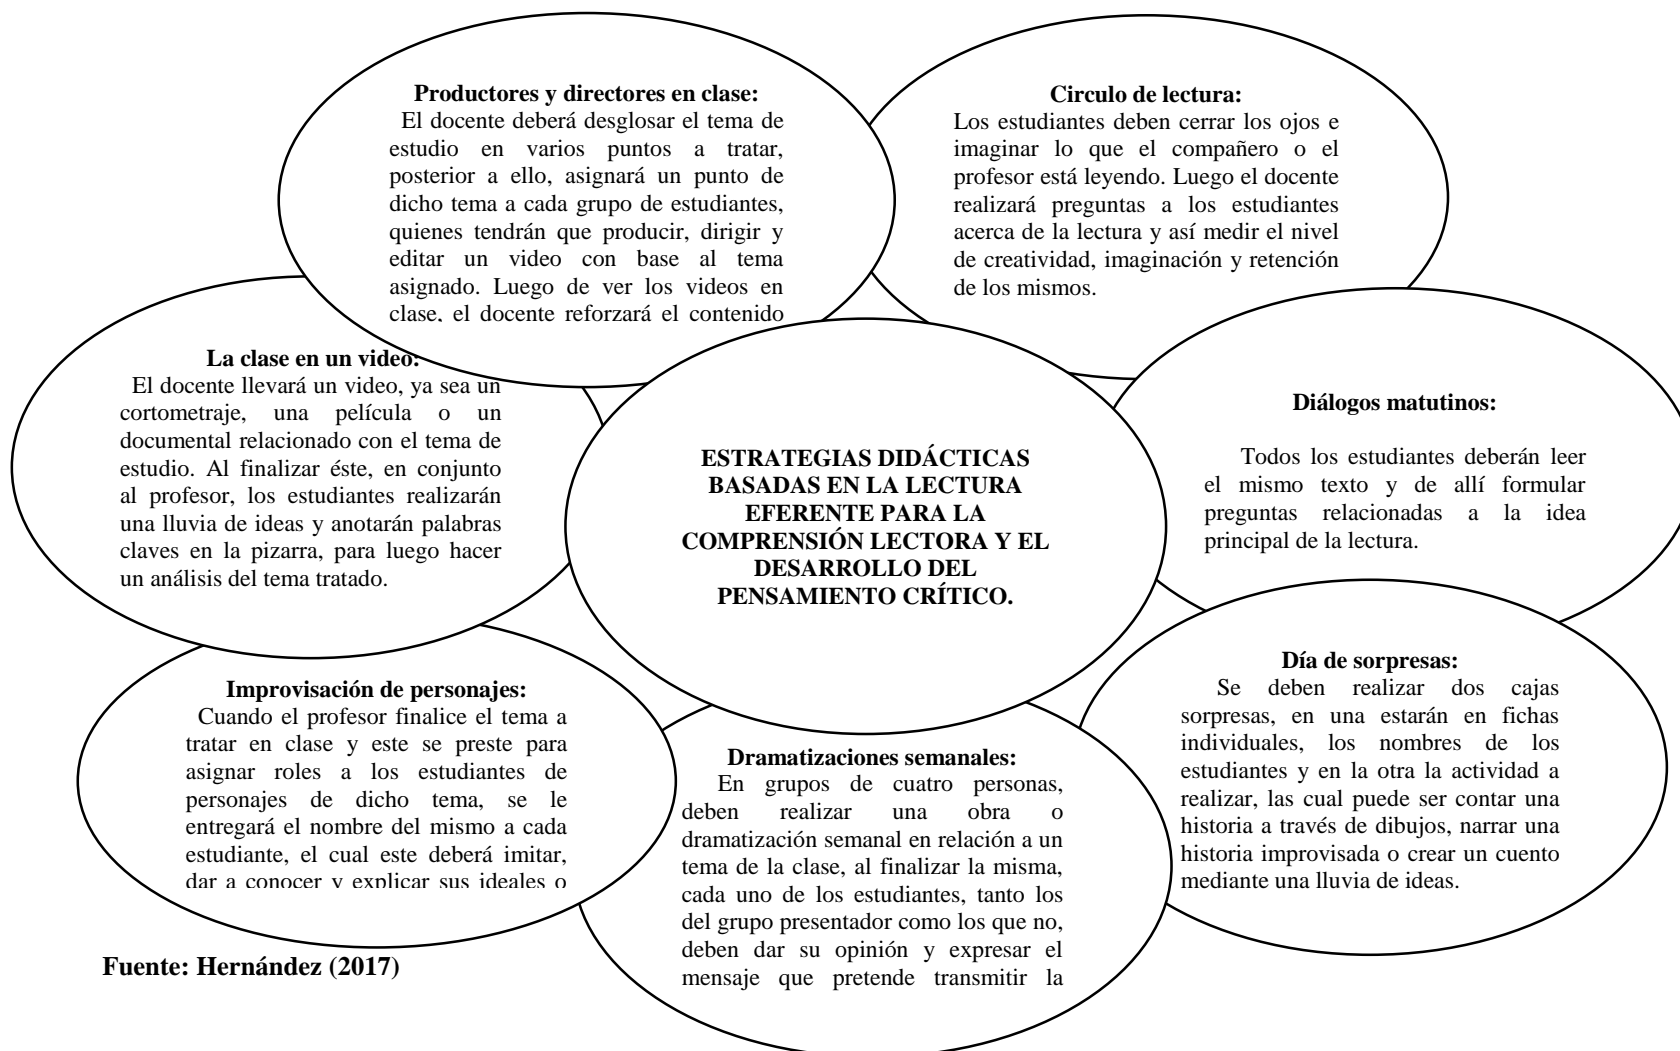 Productores y directores en clase:
El docente deberá desglosar el tema de
estudio en varios puntos a tratar,
posterior a ello, asignará un punto de
dicho tema a cada grupo de estudiantes,
quienes tendrán que producir, dirigir y
editar un video con base al tema
asignado. Luego de ver los videos en
clase, el docente reforzará el contenido
Circulo de lectura:
Los estudiantes deben cerrar los ojos e
imaginar lo que el compañero o el
profesor está leyendo. Luego el docente
realizará preguntas a los estudiantes
acerca de la lectura y así medir el nivel
de creatividad, imaginación y retención
de los mismos.
La clase en un video:
El docente llevará un video, ya sea un
cortometraje, una película o un
documental relacionado con el tema de
estudio. Al finalizar éste, en conjunto
al profesor, los estudiantes realizarán
una lluvia de ideas y anotarán palabras
claves en la pizarra, para luego hacer
un análisis del tema tratado.
ESTRATEGIAS DIDÁCTICAS
BASADAS EN LA LECTURA
EFERENTE PARA LA
COMPRENSIÓN LECTORA Y EL
DESARROLLO DEL
PENSAMIENTO CRÍTICO.
Diálogos matutinos:
Todos los estudiantes deberán leer
el mismo texto y de allí formular
preguntas relacionadas a la idea
principal de la lectura.
Improvisación de personajes:
Cuando el profesor finalice el tema a
tratar en clase y este se preste para
asignar roles a los estudiantes de
personajes de dicho tema, se le
entregará el nombre del mismo a cada
estudiante, el cual este deberá imitar,
dar a conocer y explicar sus ideales o
Dramatizaciones semanales:
En grupos de cuatro personas,
deben realizar una obra o
dramatización semanal en relación a un
tema de la clase, al finalizar la misma,
cada uno de los estudiantes, tanto los
del grupo presentador como los que no,
deben dar su opinión y expresar el
mensaje que pretende transmitir la
Día de sorpresas:
Se deben realizar dos cajas
sorpresas, en una estarán en fichas
individuales, los nombres de los
estudiantes y en la otra la actividad a
realizar, las cual puede ser contar una
historia a través de dibujos, narrar una
historia improvisada o crear un cuento
mediante una lluvia de ideas.
Fuente: Hernández (2017)